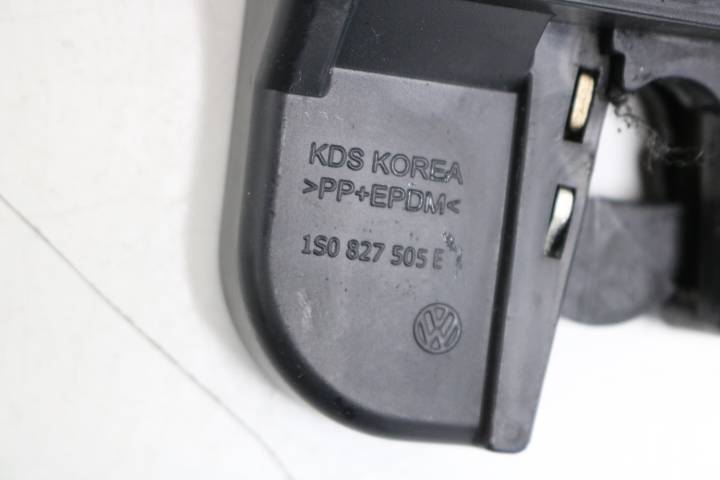 KDS KOREA
>PP+EPDM<
1S0 827 505 E